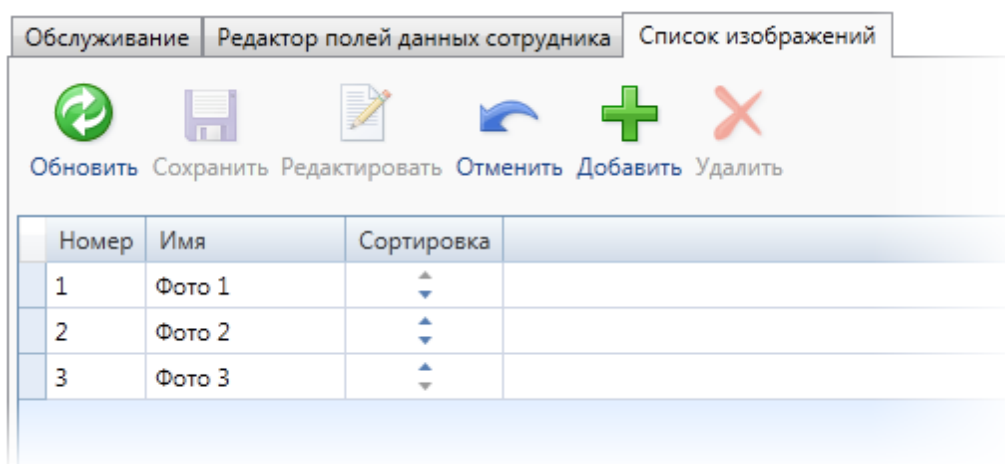 Обслуживание Редактор полей данных сотрудника Список изображений
Обновить Сохранить Редактировать Отменить Добавить Удалить
Номер Имя Сортировка
1 Фото 1
2 Фото 2
3 Фото 3